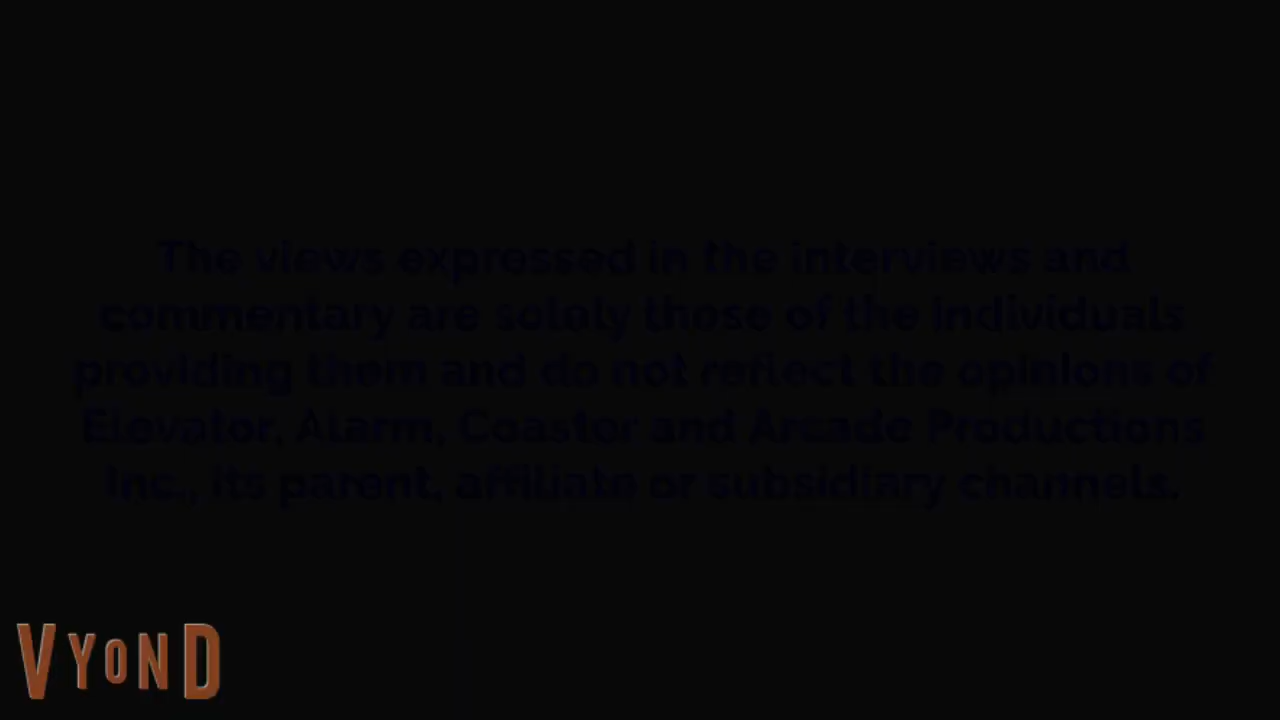 The views expressed in the interviews and
commentary are solely those of the individuals
providing them and do not reflect the opinions of
Elevator, Alarm, Coaster and Arcade Productions
Inc., its parent, affiliate or subsidiary channels.
VYOND